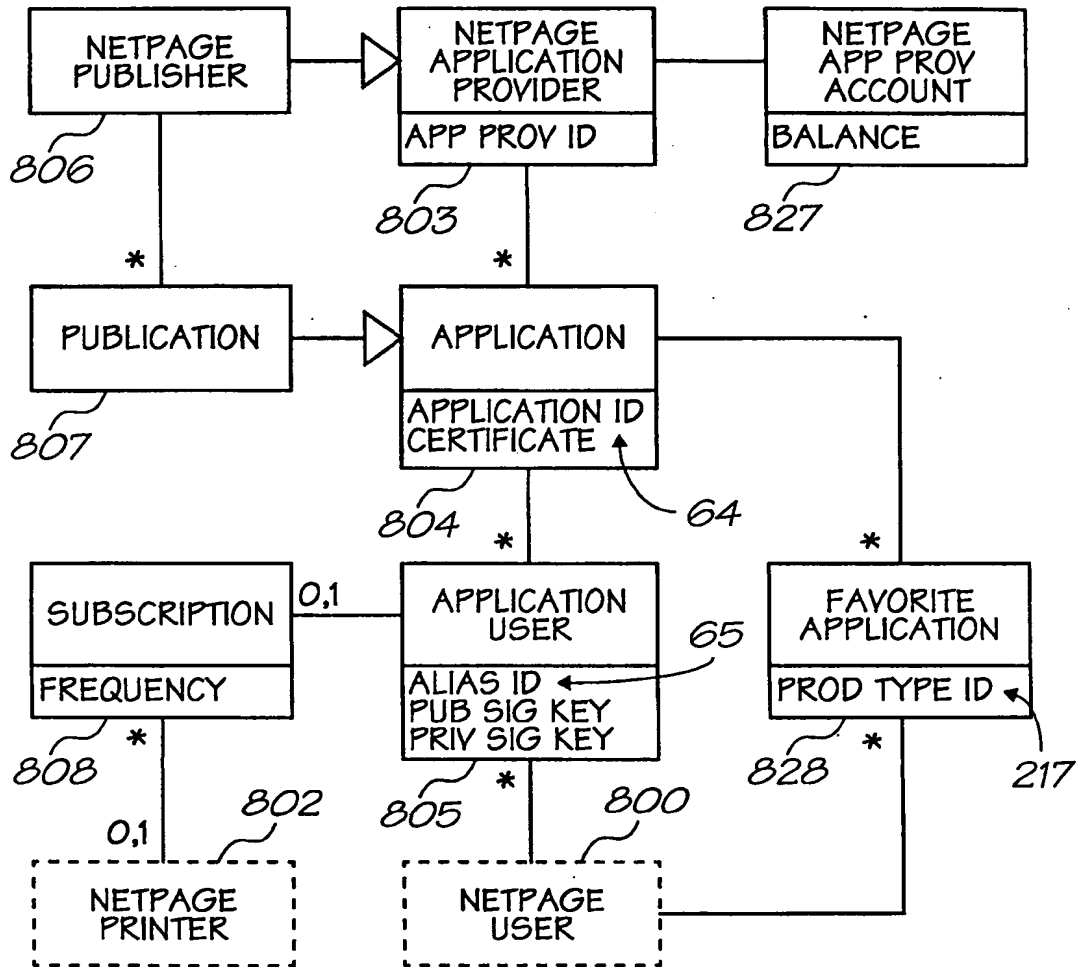 NETPAGE
PUBLISHER
806
NETPAGE
APPLICATION
PROVIDER
APP PROV ID
803
NETPAGE
APP PROV
ACCOUNT
BALANCE
827
*
*
PUBLICATION
807
APPLICATION
APPLICATION ID
CERTIFICATE
804
64
*
*
SUBSCRIPTION
FREQUENCY
808
0,1
APPLICATION
USER
ALIAS ID
PUB SIG KEY
PRIV SIG KEY
805
65
FAVORITE
APPLICATION
PROD TYPE ID
828
217
*
*
*
0,1
802
NETPAGE
PRINTER
800
NETPAGE
USER